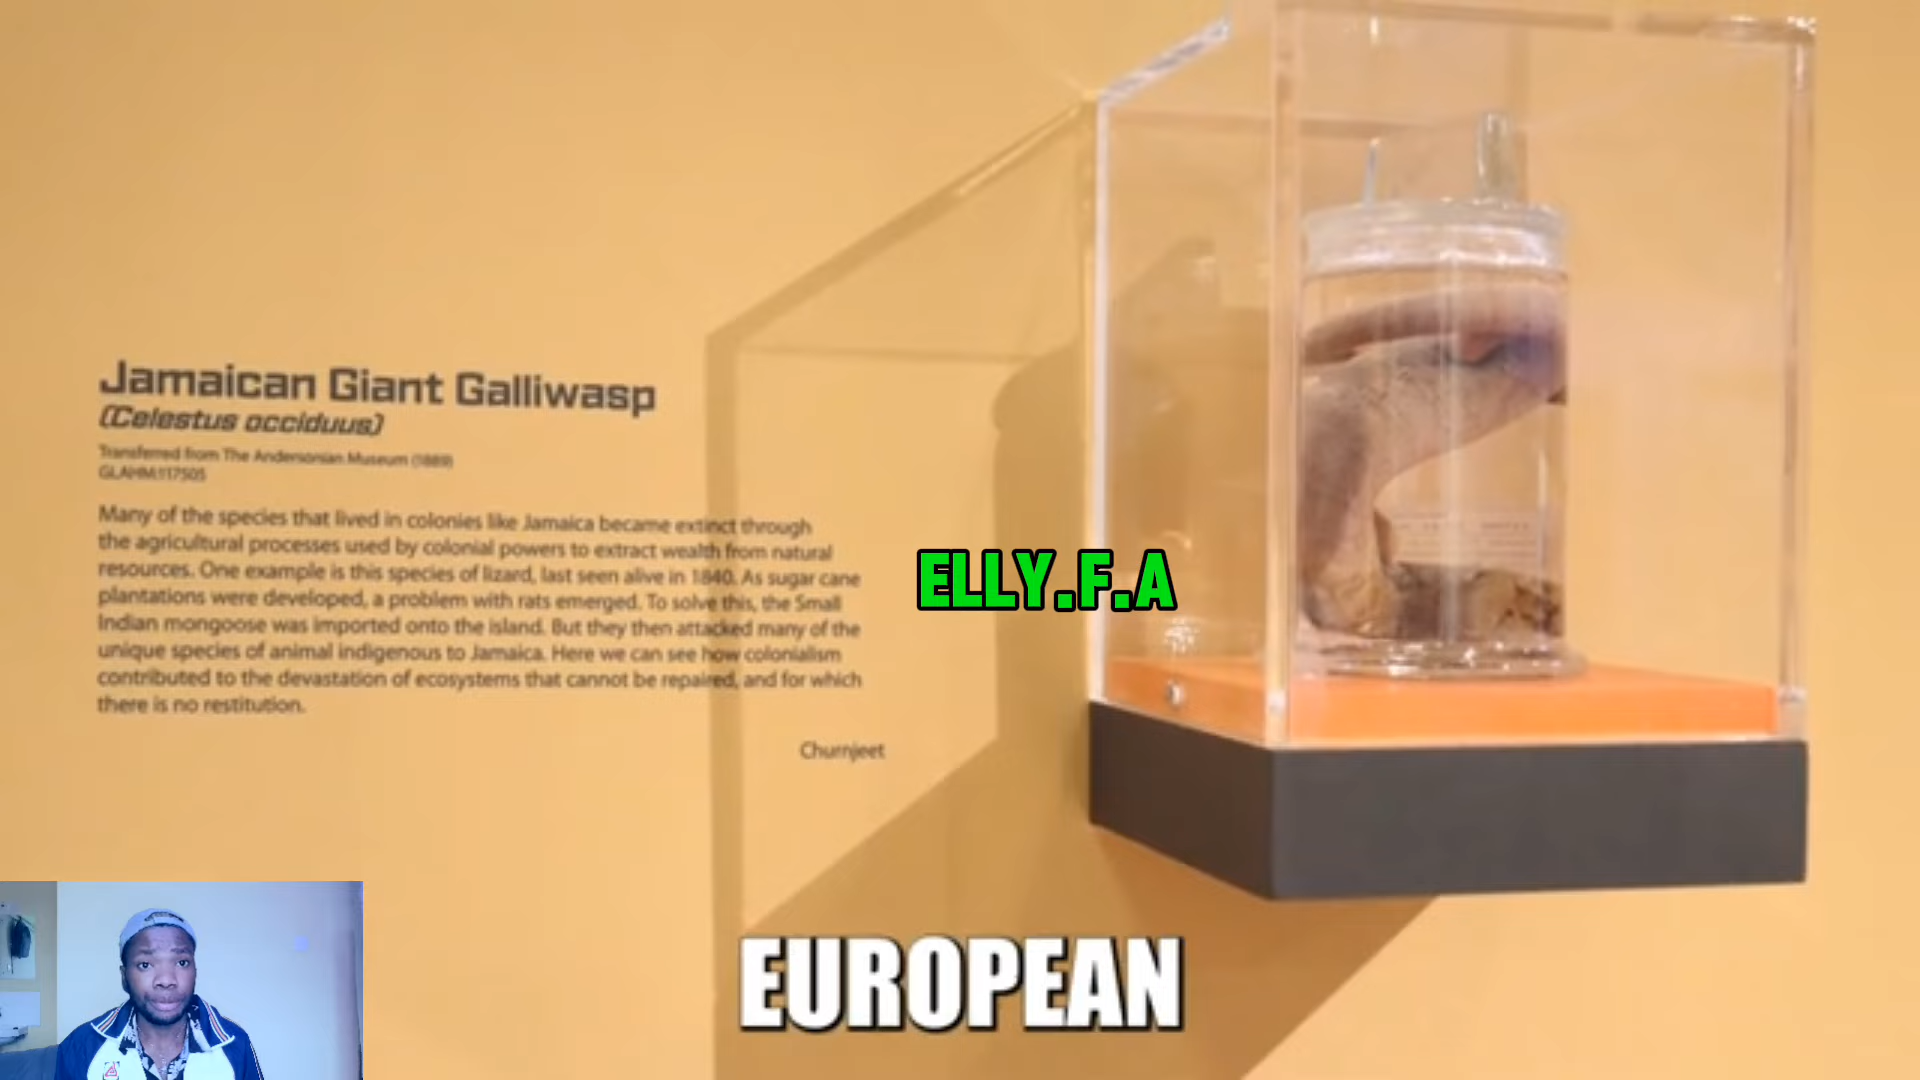 Jamaican Giant Galliwasp
(Celestus occiduus)
Transferred from The Andersonian Museum (1889)
GLAHM:117505
Many of the species that lived in colonies like Jamaica became extinct through
the agricultural processes used by colonial powers to extract wealth from natural
resources. One example is this species of lizard, last seen alive in 1840. As sugar cane
plantations were developed, a problem with rats emerged. To solve this, the Small
Indian mongoose was imported onto the island. But they then attacked many of the
unique species of animal indigenous to Jamaica. Here we can see how colonialism
contributed to the devastation of ecosystems that cannot be repaired, and for which
there is no restitution.
Churnjeet
ELLY.F.A
EUROPEAN